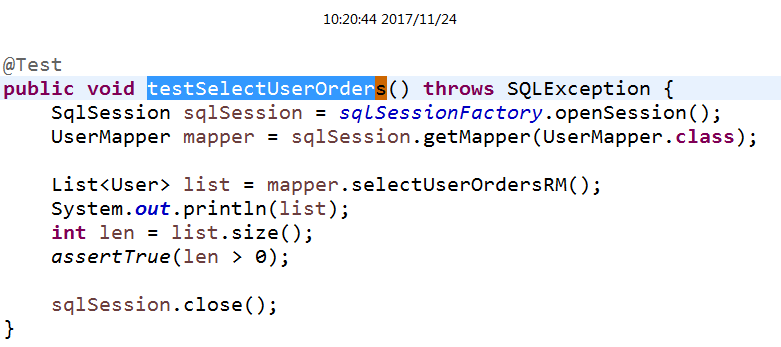 10:20:44 2017/11/24
@Test
public void testSelectUserOrders() throws SQLException {
    SqlSession sqlSession = sqlSessionFactory.openSession();
    UserMapper mapper = sqlSession.getMapper(UserMapper.class);
    List<User> list = mapper.selectUserOrdersRM();
    System.out.println(list);
    int len = list.size();
    assertTrue(len > 0);
    sqlSession.close();
}